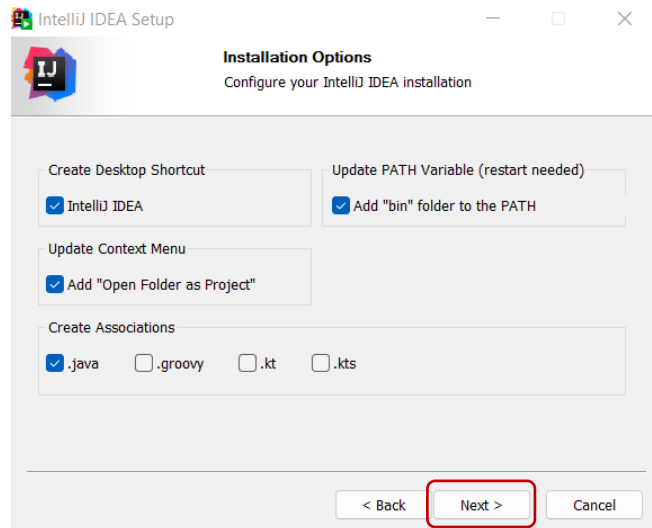 IntelliJ IDEA Setup
IJ
Installation Options
Configure your IntelliJ IDEA installation
Create Desktop Shortcut
IntelliJ IDEA
Update PATH Variable (restart needed)
Add "bin" folder to the PATH
Update Context Menu
Add "Open Folder as Project"
Create Associations
.java .groovy .kt .kts
< Back Next > Cancel